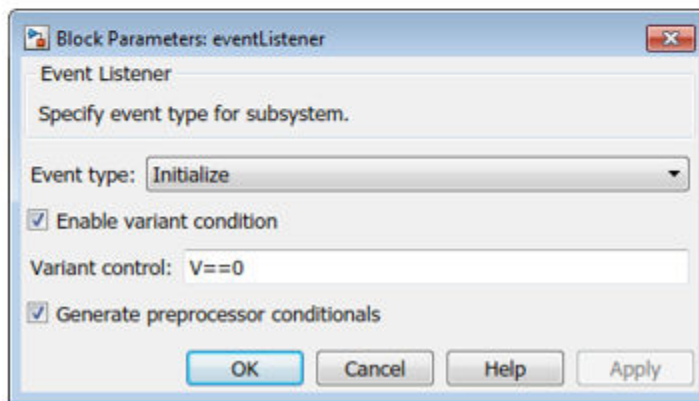 Block Parameters: eventListener
Event Listener
Specify event type for subsystem.
Event type: Initialize
Enable variant condition
Variant control: V==0
Generate preprocessor conditionals
OK Cancel Help Apply